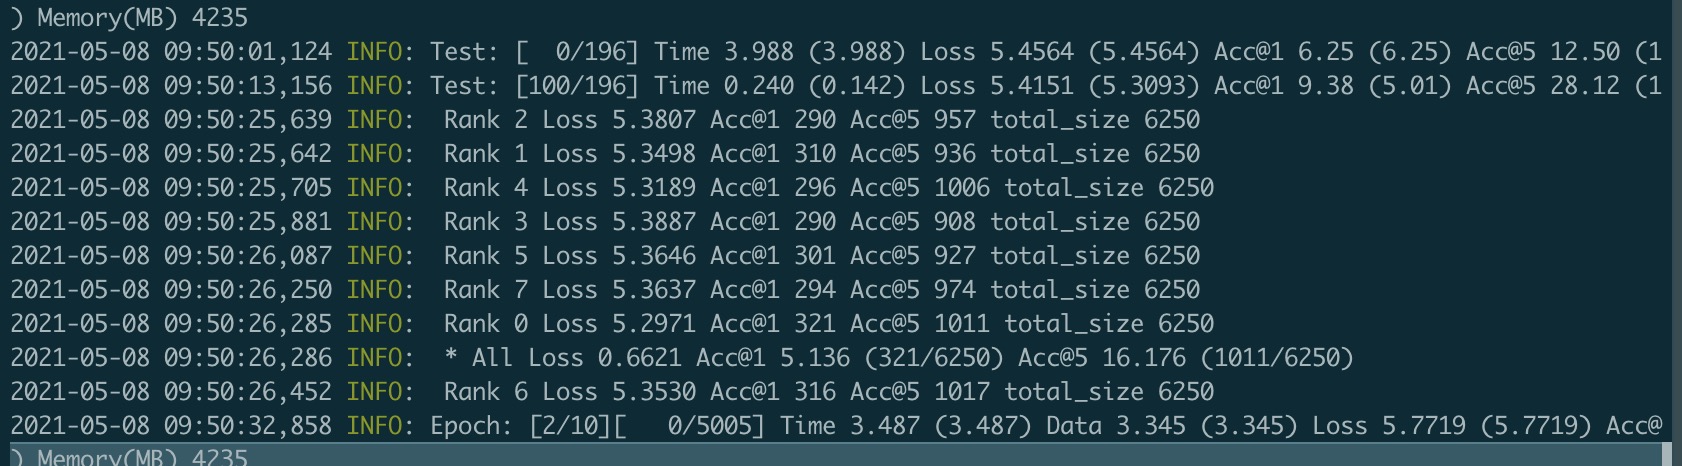 ) Memory(MB) 4235
2021-05-08 09:50:01,124 INFO: Test: [  0/196] Time 3.988 (3.988) Loss 5.4564 (5.4564) Acc@1 6.25 (6.25) Acc@5 12.50 (1
2021-05-08 09:50:13,156 INFO: Test: [100/196] Time 0.240 (0.142) Loss 5.4151 (5.3093) Acc@1 9.38 (5.01) Acc@5 28.12 (1
2021-05-08 09:50:25,639 INFO:  Rank 2 Loss 5.3807 Acc@1 290 Acc@5 957 total_size 6250
2021-05-08 09:50:25,642 INFO:  Rank 1 Loss 5.3498 Acc@1 310 Acc@5 936 total_size 6250
2021-05-08 09:50:25,705 INFO:  Rank 4 Loss 5.3189 Acc@1 296 Acc@5 1006 total_size 6250
2021-05-08 09:50:25,881 INFO:  Rank 3 Loss 5.3887 Acc@1 290 Acc@5 908 total_size 6250
2021-05-08 09:50:26,087 INFO:  Rank 5 Loss 5.3646 Acc@1 301 Acc@5 927 total_size 6250
2021-05-08 09:50:26,250 INFO:  Rank 7 Loss 5.3637 Acc@1 294 Acc@5 974 total_size 6250
2021-05-08 09:50:26,285 INFO:  Rank 0 Loss 5.2971 Acc@1 321 Acc@5 1011 total_size 6250
2021-05-08 09:50:26,286 INFO:  * All Loss 0.6621 Acc@1 5.136 (321/6250) Acc@5 16.176 (1011/6250)
2021-05-08 09:50:26,452 INFO:  Rank 6 Loss 5.3530 Acc@1 316 Acc@5 1017 total_size 6250
2021-05-08 09:50:32,858 INFO: Epoch: [2/10][   0/5005] Time 3.487 (3.487) Data 3.345 (3.345) Loss 5.7719 (5.7719) Acc@
) Memory(MB) 4235